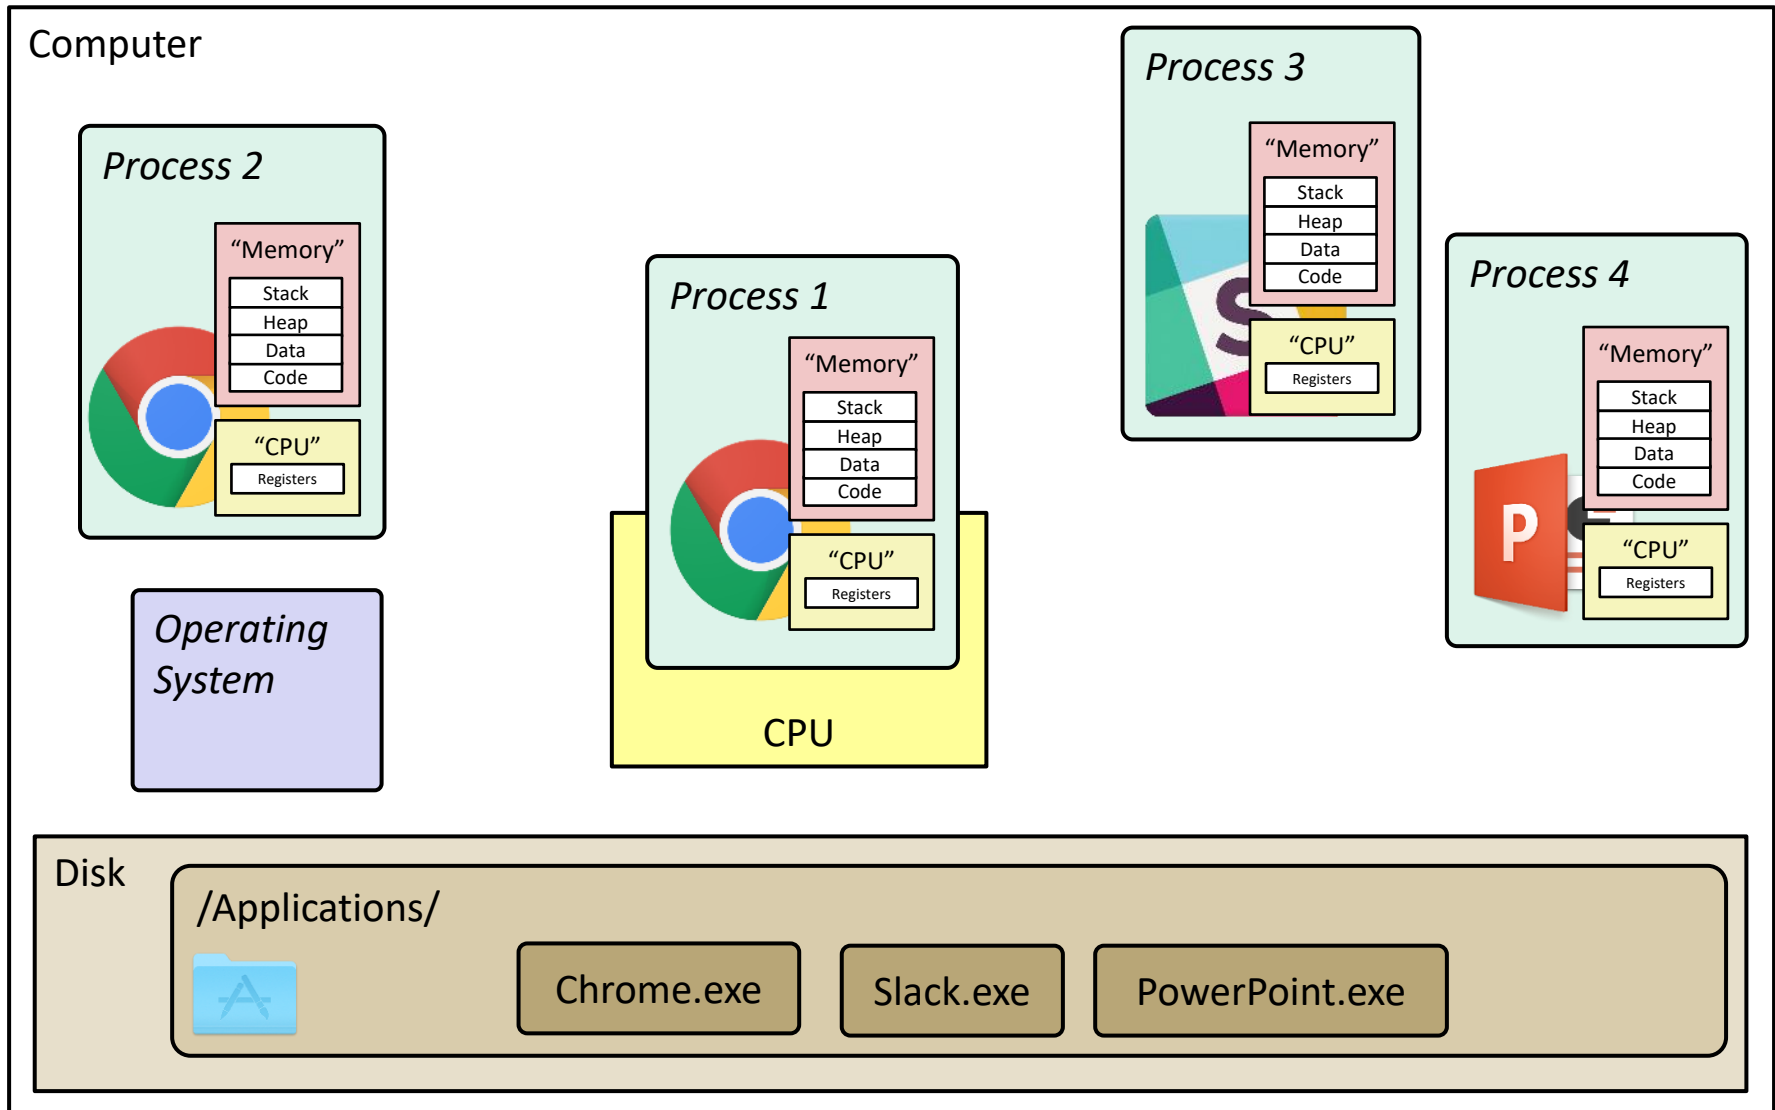 Computer
Process 2
“Memory”
Stack
Heap
Data
Code
“CPU”
Registers
Process 1
“Memory”
Stack
Heap
Data
Code
“CPU”
Registers
CPU
Process 3
“Memory”
Stack
Heap
Data
Code
“CPU”
Registers
S
Process 4
“Memory”
Stack
Heap
Data
Code
“CPU”
Registers
P
Operating
System
Disk
/Applications/
Chrome.exe
Slack.exe
PowerPoint.exe